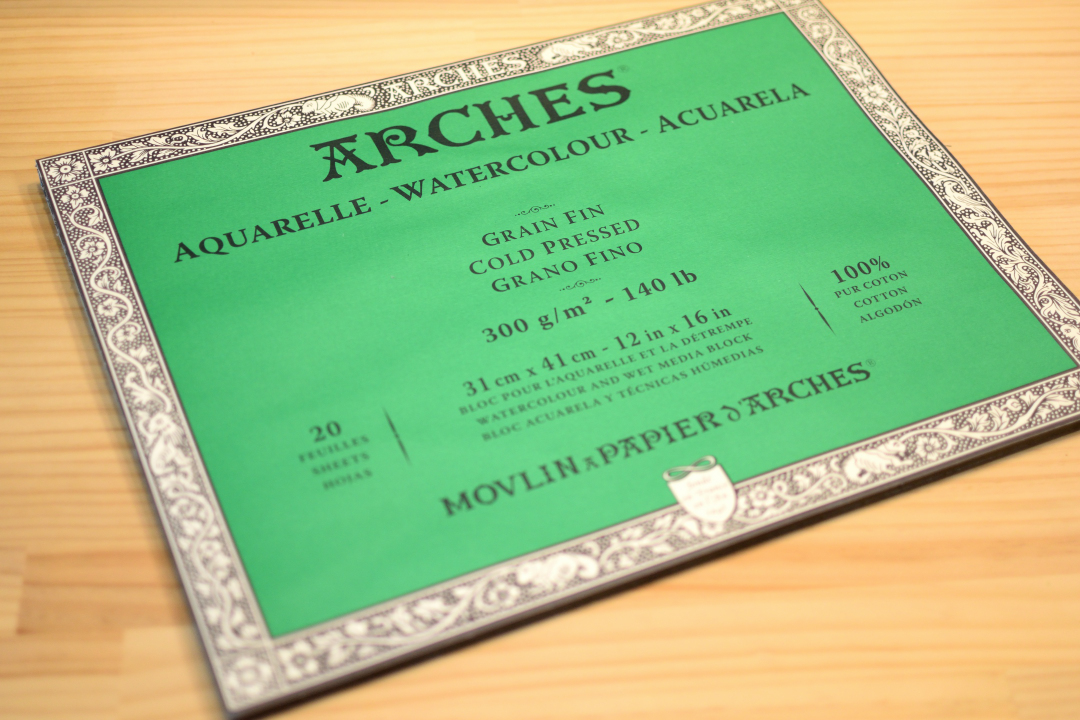 ARCHES
ARCHES®
AQUARELLE - WATERCOLOUR - ACUARELA
GRAIN FIN
COLD PRESSED
GRANO FINO
300 g/m² - 140 lb
31 cm x 41 cm - 12 in x 16 in
BLOC POUR L'AQUARELLE ET LA DÉTREMPE
WATERCOLOUR AND WET MEDIA BLOCK
BLOC ACUARELA Y TÉCNICAS HÚMEDIAS
100%
PUR COTON
COTTON
ALGODÓN
20
FEUILLES
SHEETS
HOJAS
MOVLIN A PAPIER D'ARCHES®